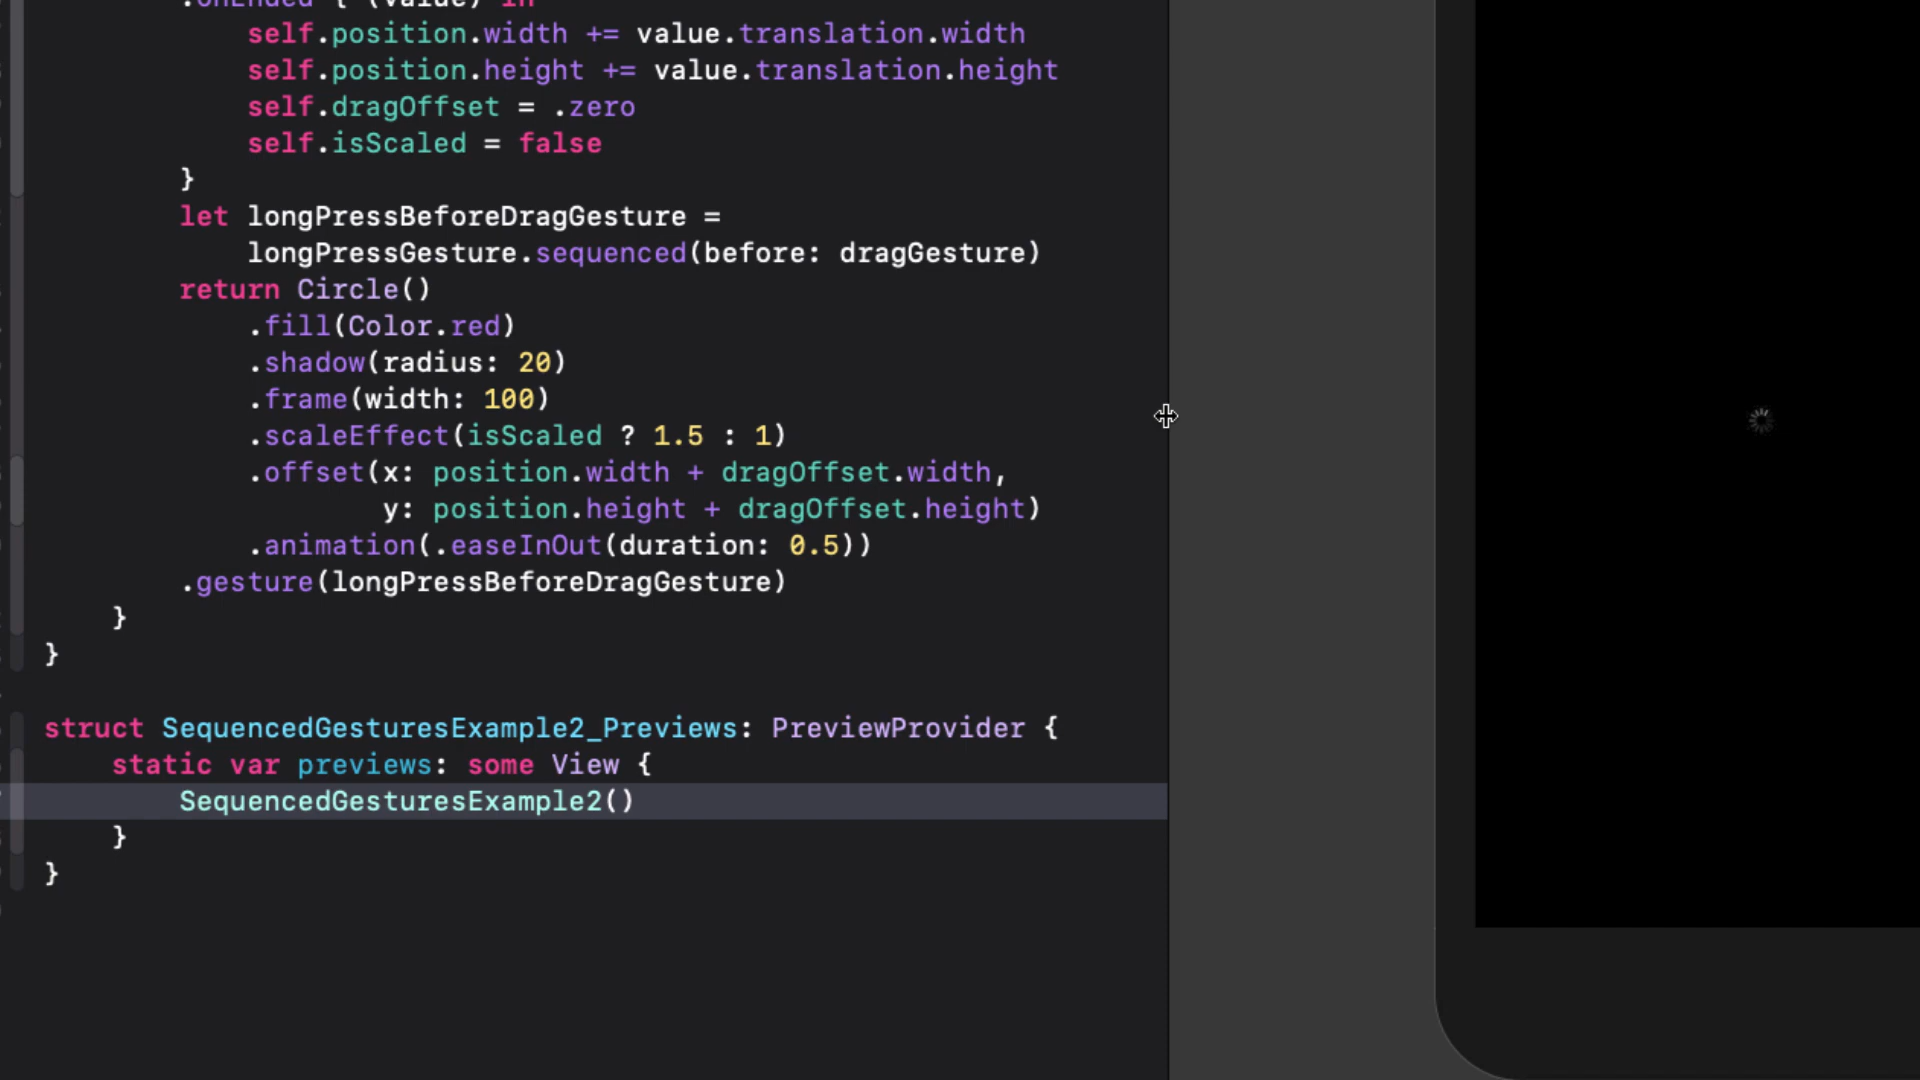 .onEnded { (value) in
self.position.width += value.translation.width
self.position.height += value.translation.height
self.dragOffset = .zero
self.isScaled = false
}
let longPressBeforeDragGesture =
longPressGesture.sequenced(before: dragGesture)
return Circle()
.fill(Color.red)
.shadow(radius: 20)
.frame(width: 100)
.scaleEffect(isScaled ? 1.5 : 1)
.offset(x: position.width + dragOffset.width,
y: position.height + dragOffset.height)
.animation(.easeInOut(duration: 0.5))
.gesture(longPressBeforeDragGesture)
}
}
struct SequencedGesturesExample2_Previews: PreviewProvider {
static var previews: some View {
SequencedGesturesExample2()
}
}